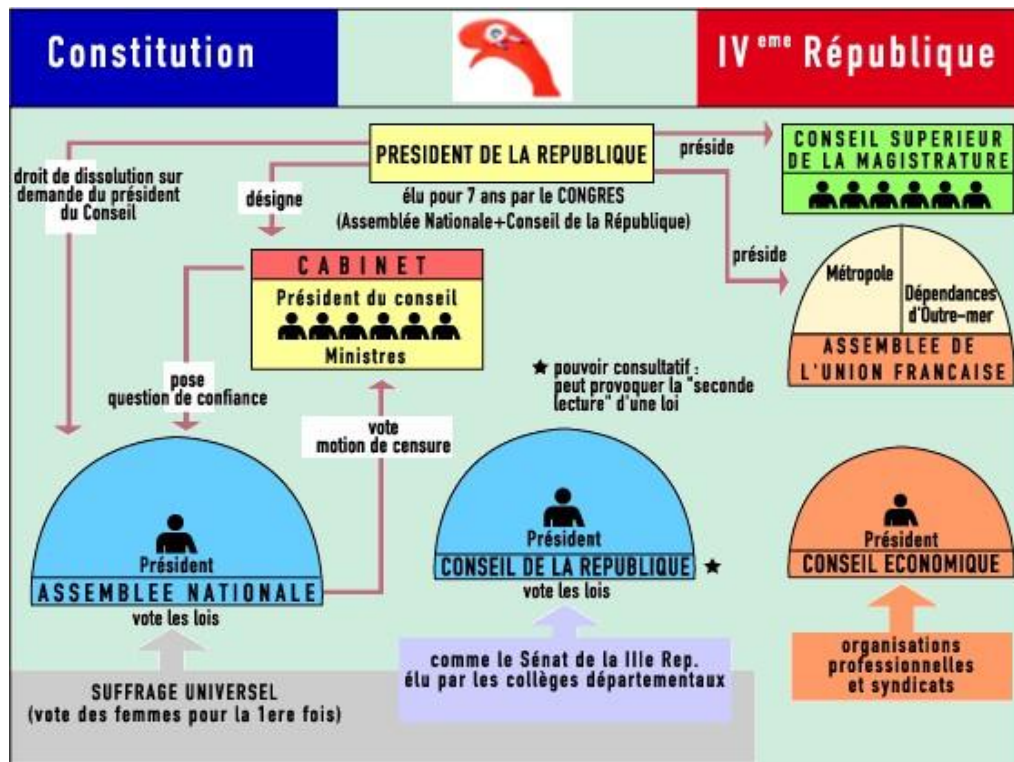 Constitution
IVeme République
PRESIDENT DE LA REPUBLIQUE
élu pour 7 ans par le CONGRES
(Assemblée Nationale+Conseil de la République)
préside
CONSEIL SUPERIEUR
DE LA MAGISTRATURE
droit de dissolution sur
demande du président
du Conseil
désigne
préside
Métropole
Dépendances
d'Outre-mer
ASSEMBLEE DE
L'UNION FRANCAISE
CABINET
Président du conseil
Ministres
pose
question de confiance
vote
motion de censure
★ pouvoir consultatif :
peut provoquer la "seconde
lecture" d'une loi
Président
ASSEMBLEE NATIONALE
vote les lois
Président
CONSEIL DE LA REPUBLIQUE ★
vote les lois
Président
CONSEIL ECONOMIQUE
SUFFRAGE UNIVERSEL
(vote des femmes pour la 1ere fois)
comme le Sénat de la IIIe Rep.
élu par les collèges départementaux
organisations
professionnelles
et syndicats